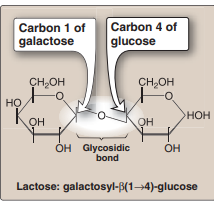 Carbon 1 of
galactose
Carbon 4 of
glucose
CH₂OH
CH₂OH
O
O
HO
O
HOH
OH
OH
OH
Glycosidic
bond
OH
Lactose: galactosyl-β(1→4)-glucose